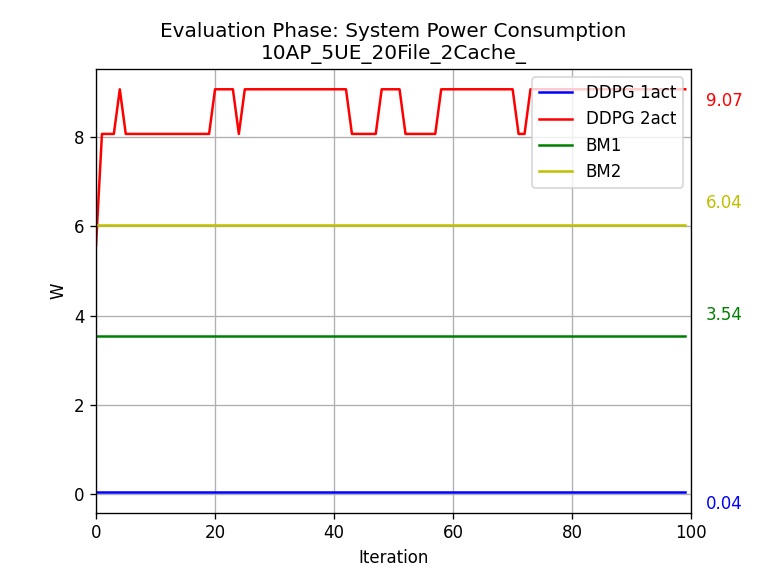 Evaluation Phase: System Power Consumption
10AP_5UE_20File_2Cache_
DDPG 1act
DDPG 2act
BM1
BM2
9.07
6.04
3.54
0.04
W
8
6
4
2
0
0 20 40 60 80 100
Iteration